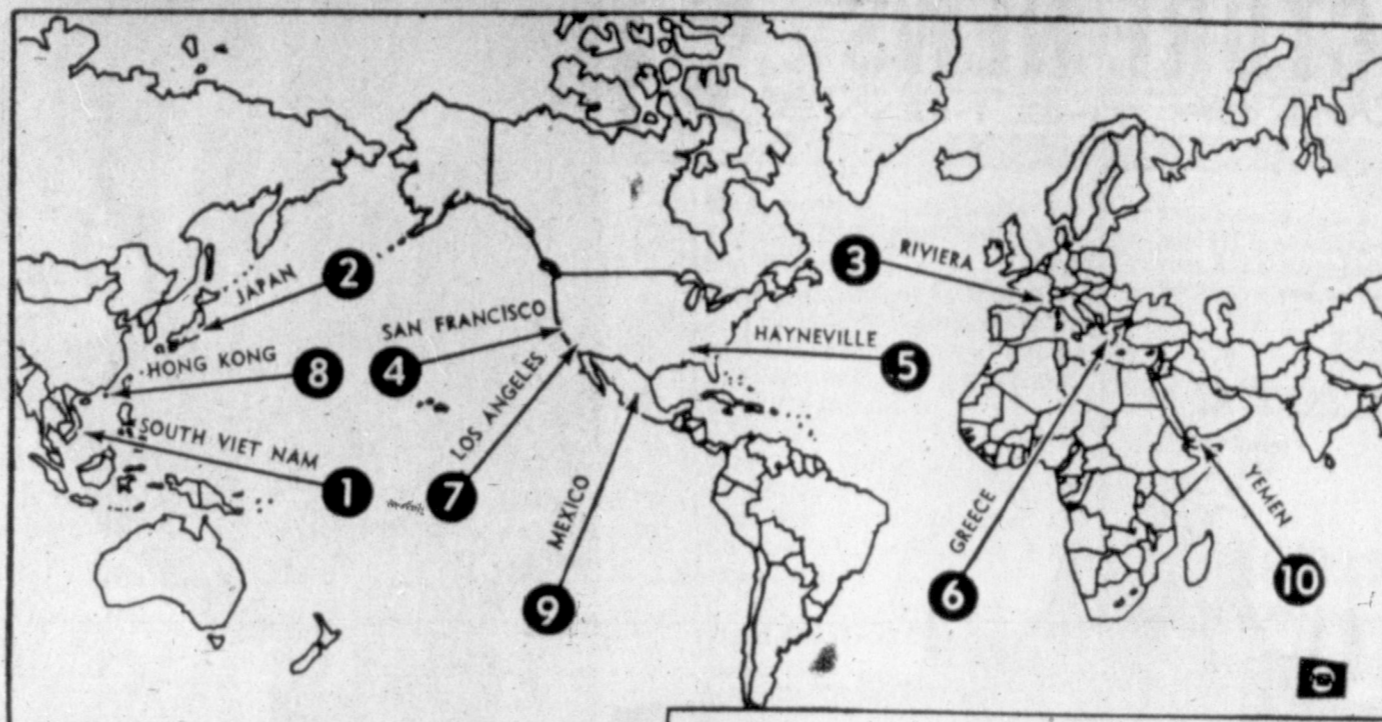 2
JAPAN
3
RIVIERA
SAN FRANCISCO
4
HAYNEVILLE
5
HONG KONG
8
LOS ANGELES
7
SOUTH VIET NAM
1
MEXICO
9
GREECE
6
YEMEN
10